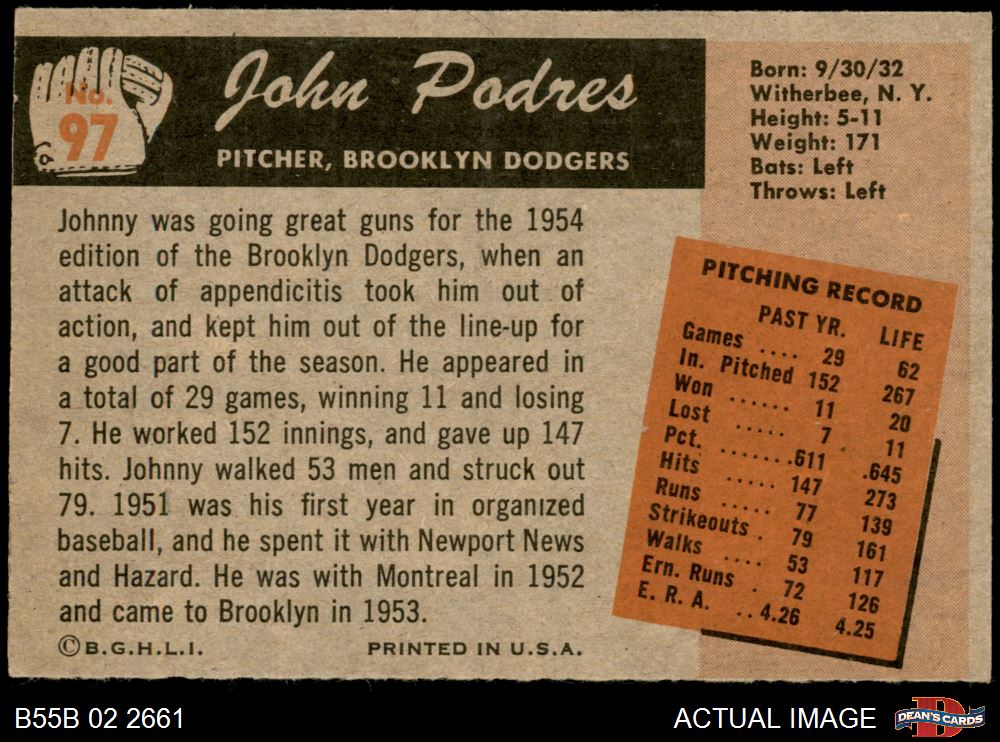 No.
97
John Podres
PITCHER, BROOKLYN DODGERS
Born: 9/30/32
Witherbee, N. Y.
Height: 5-11
Weight: 171
Bats: Left
Throws: Left
Johnny was going great guns for the 1954
edition of the Brooklyn Dodgers, when an
attack of appendicitis took him out of
action, and kept him out of the line-up for
a good part of the season. He appeared in
a total of 29 games, winning 11 and losing
7. He worked 152 innings, and gave up 147
hits. Johnny walked 53 men and struck out
79. 1951 was his first year in organized
baseball, and he spent it with Newport News
and Hazard. He was with Montreal in 1952
and came to Brooklyn in 1953.
©B.G.H.L.I. PRINTED IN U.S.A.
PITCHING RECORD
PAST YR. LIFE
Games .... 29 62
In. Pitched 152 267
Won ...... 11 20
Lost ..... 7 11
Pct. .......611 .645
Hits ..... 147 273
Runs ..... 77 139
Strikeouts . 79 161
Walks .... 53 117
Ern. Runs . 72 126
E. R. A. ..4.26 4.25
B55B 02 2661
ACTUAL IMAGE
D
DEAN'S CARDS